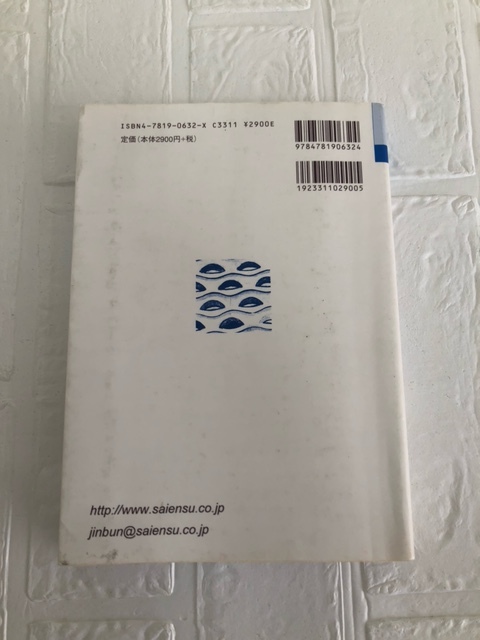 ISBN4-7819-0632-X C3311 ¥2900E
定価(本体2900円+税)
9784781906324
1923311029005
http://www.saiensu.co.jp
jinbun@saiensu.co.jp